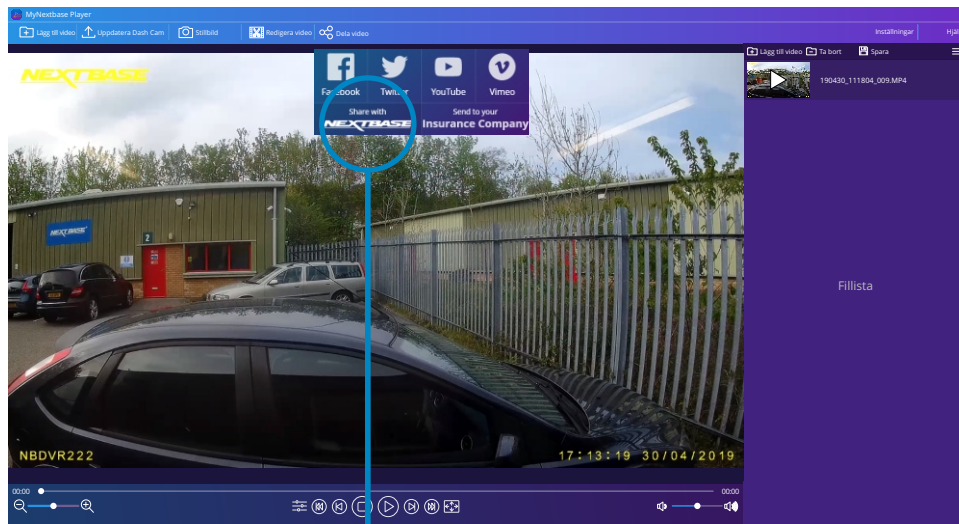 MyNextbase Player
Lägg till video Uppdatera Dash Cam Stillbild Redigera video Dela video Inställningar
Lägg till video Ta bort Spara
NEXTBASE
Facebook Twitter YouTube Vimeo
Share with
NEXTBASE
Send to your
Insurance Company
190430_111804_009.MP4
NEXTBASE
2
Fillista
NBDVR222 17:13:19 30/04/2019
00:00 00:00